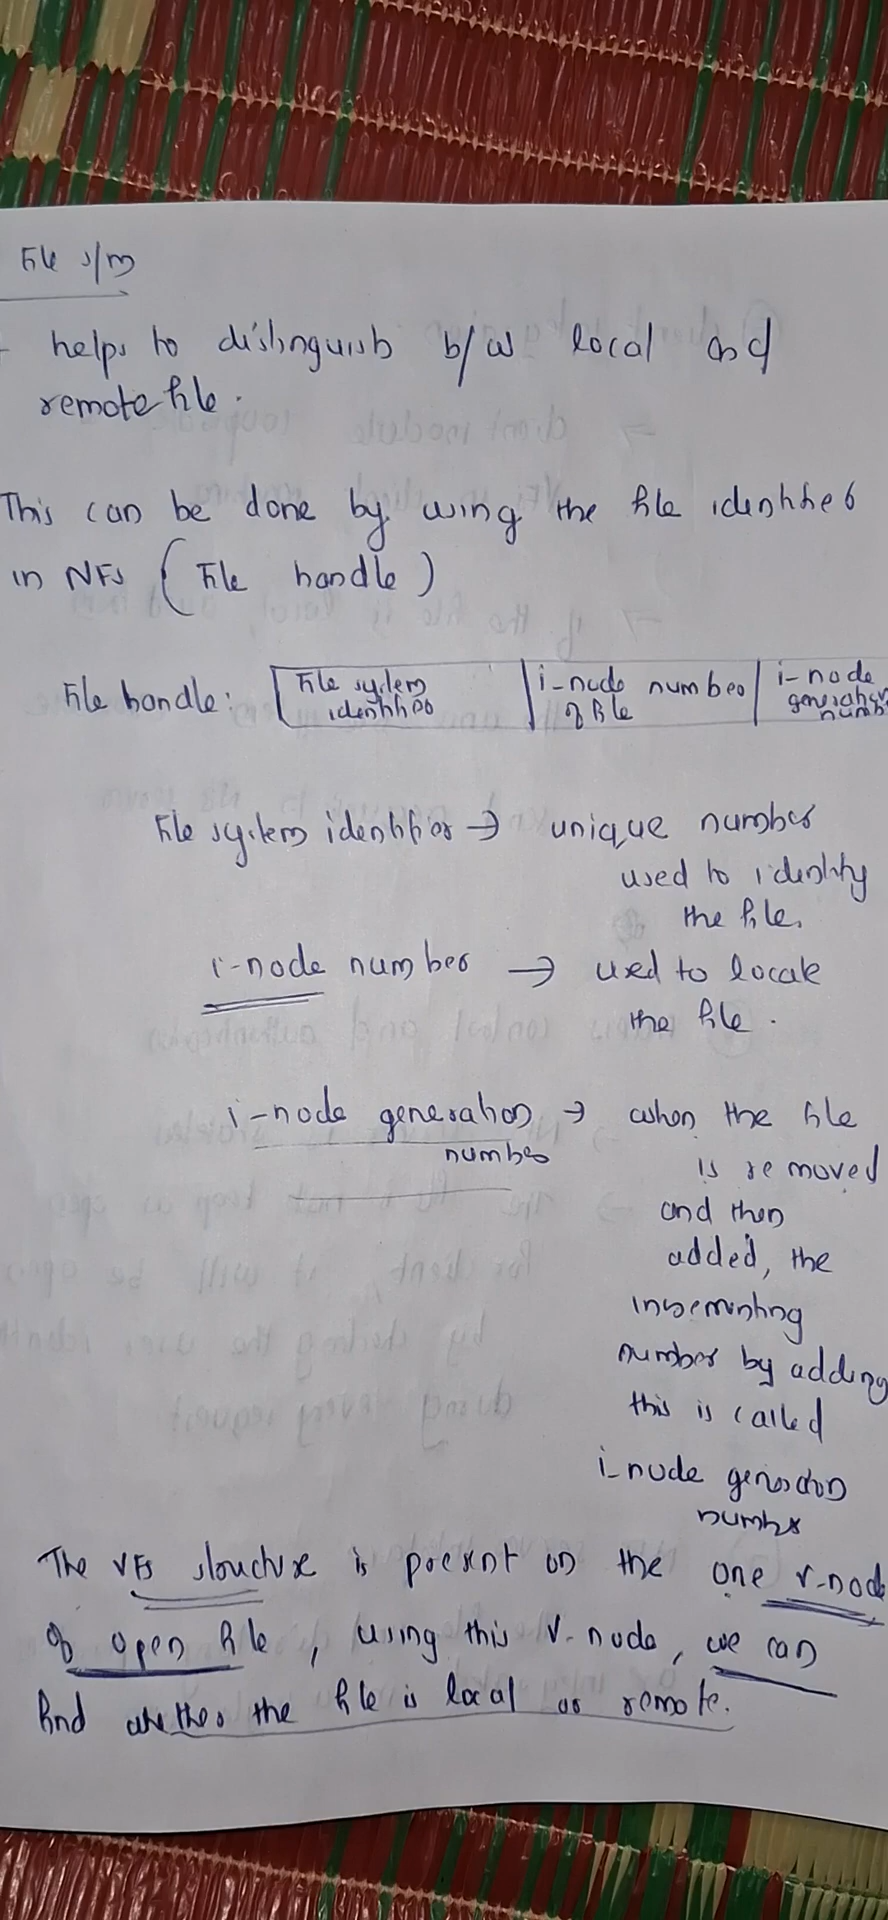 File s/m
- helps to distinguish b/w local and
remote file.
This can be done by using the file identifier
in NFS (File handle)
File handle: File system identifier | i-node number of file | i-node generation number
File system identifier → unique number
used to identity
the file.
i-node number → used to locate
the file.
i-node generation number → when the file
is removed
and then
added, the
number by adding
this is called
i-node generation
number
The VFS structure is present on the one v-node
of open file, using this v-node, we can
find whether the file is local or remote.